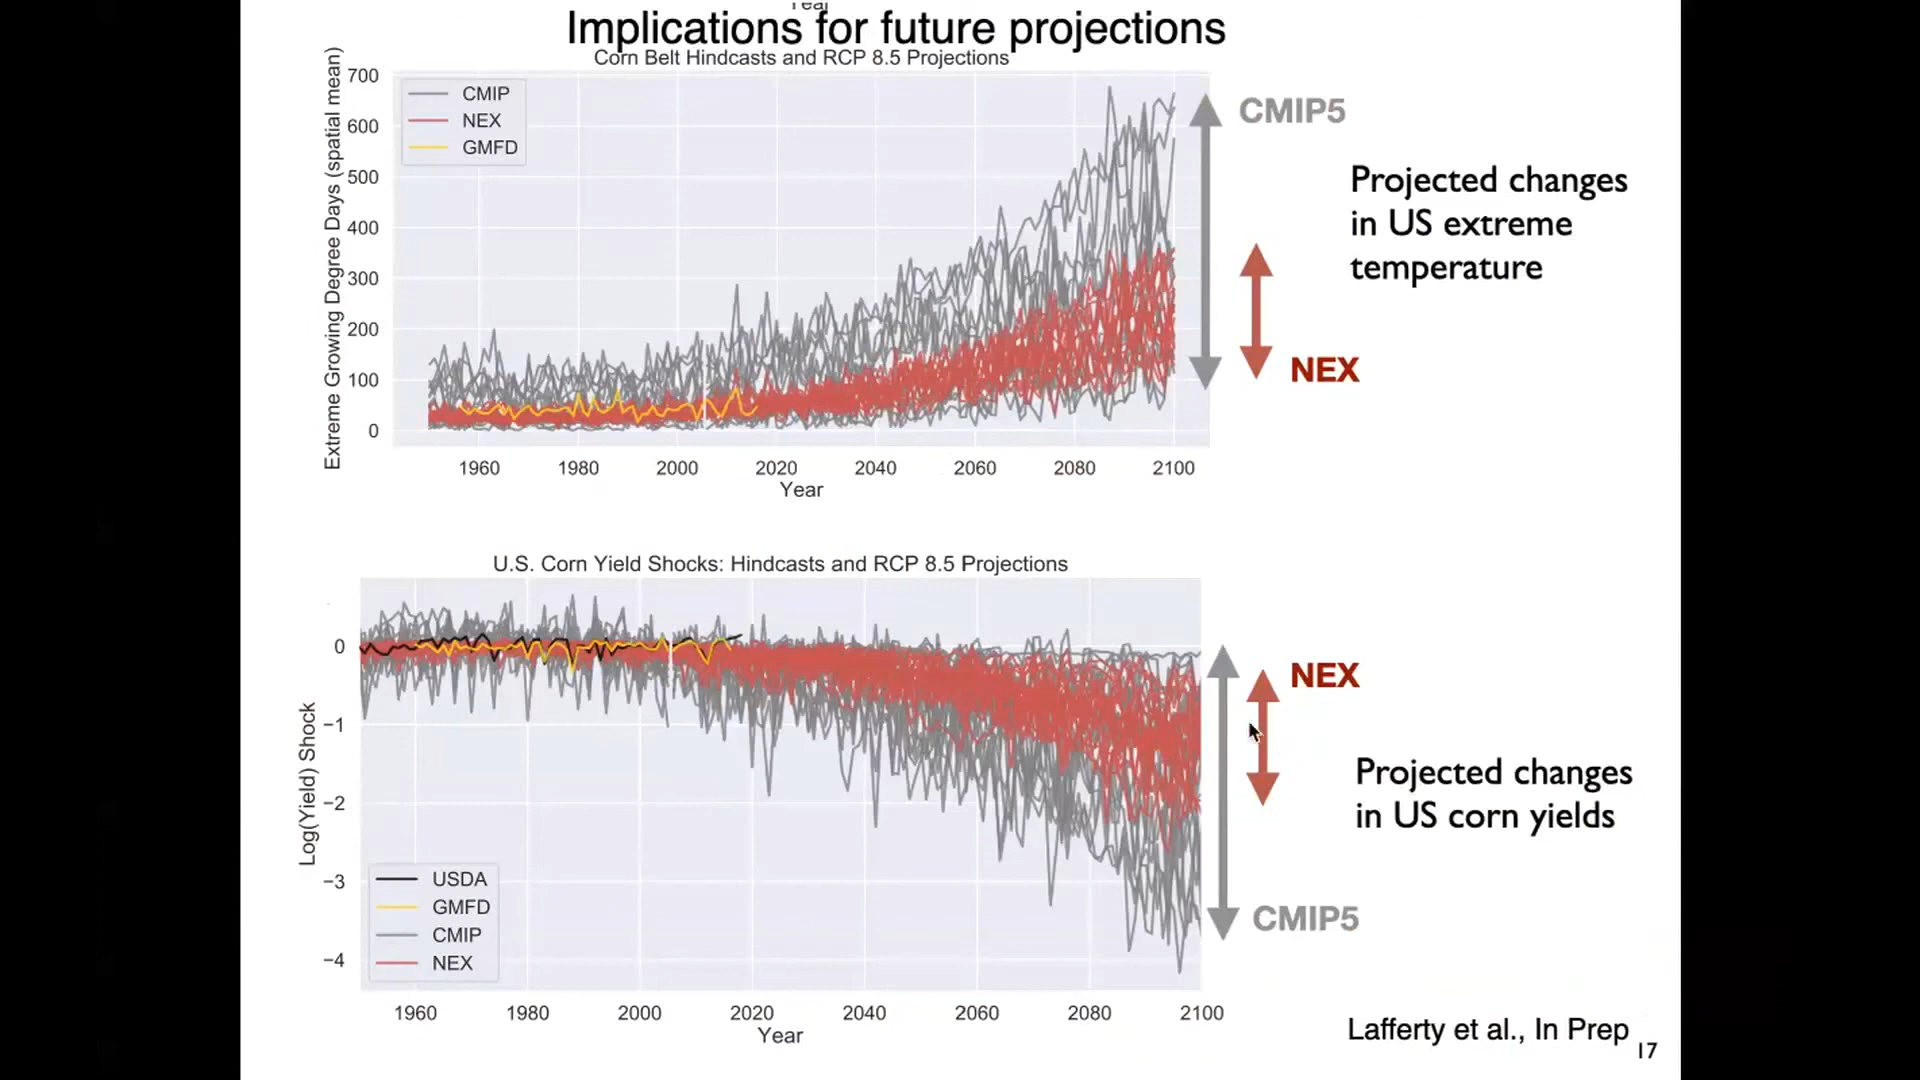 Year
Implications for future projections
Corn Belt Hindcasts and RCP 8.5 Projections
Extreme Growing Degree Days (spatial mean)
700
600
500
400
300
200
100
0
CMIP
NEX
GMFD
1960 1980 2000 2020 2040 2060 2080 2100
Year
CMIP5
NEX
Projected changes
in US extreme
temperature
U.S. Corn Yield Shocks: Hindcasts and RCP 8.5 Projections
Log(Yield) Shock
0
−1
−2
−3
−4
USDA
GMFD
CMIP
NEX
1960 1980 2000 2020 2040 2060 2080 2100
Year
NEX
Projected changes
in US corn yields
CMIP5
Lafferty et al., In Prep
17